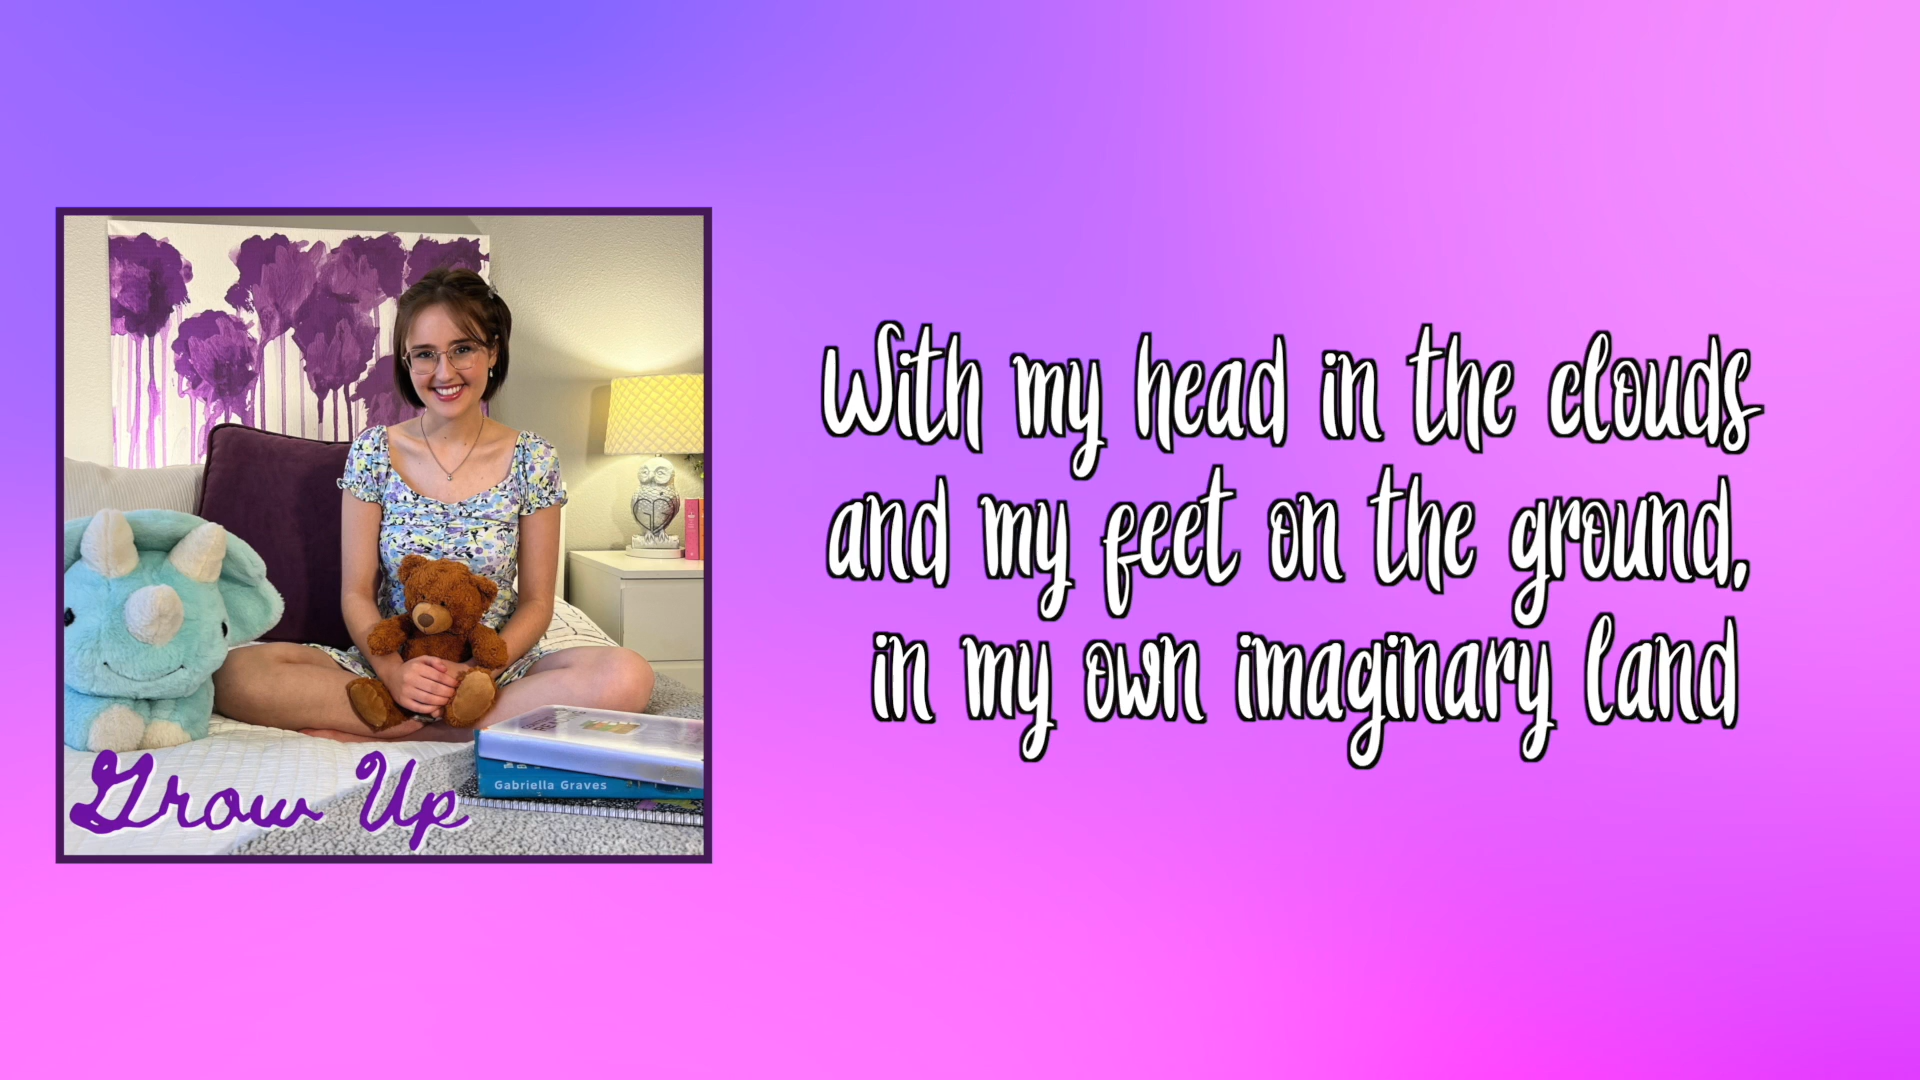 With my head in the clouds
and my feet on the ground,
in my own imaginary land
Grow Up
Gabriella Graves